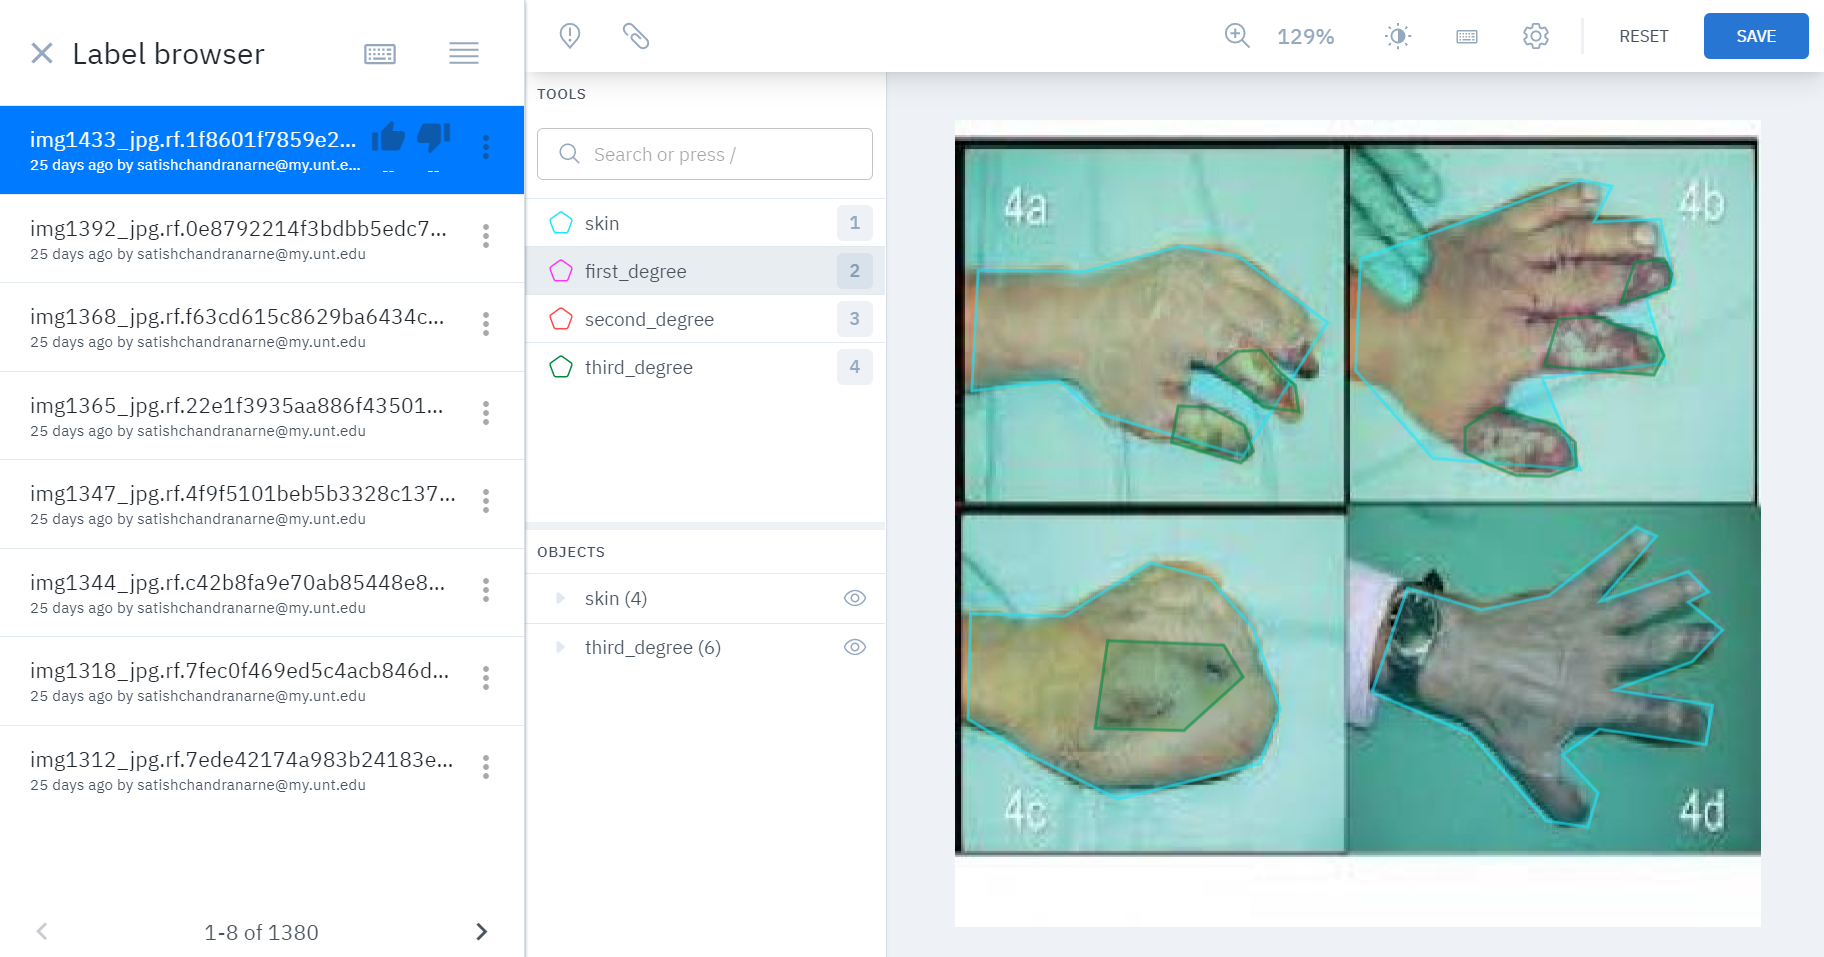 Label browser
img1433_jpg.rf.1f8601f7859e2...
25 days ago by satishchandranarne@my.unt.e...
--
--
img1392_jpg.rf.0e8792214f3bdbb5edc7...
25 days ago by satishchandranarne@my.unt.edu
img1368_jpg.rf.f63cd615c8629ba6434c...
25 days ago by satishchandranarne@my.unt.edu
img1365_jpg.rf.22e1f3935aa886f43501...
25 days ago by satishchandranarne@my.unt.edu
img1347_jpg.rf.4f9f5101beb5b3328c137...
25 days ago by satishchandranarne@my.unt.edu
img1344_jpg.rf.c42b8fa9e70ab85448e8...
25 days ago by satishchandranarne@my.unt.edu
img1318_jpg.rf.7fec0f469ed5c4acb846d...
25 days ago by satishchandranarne@my.unt.edu
img1312_jpg.rf.7ede42174a983b24183e...
25 days ago by satishchandranarne@my.unt.edu
1-8 of 1380
129%
RESET
SAVE
TOOLS
Search or press /
skin 1
first_degree 2
second_degree 3
third_degree 4
OBJECTS
skin (4)
third_degree (6)
4a
4b
4c
4d